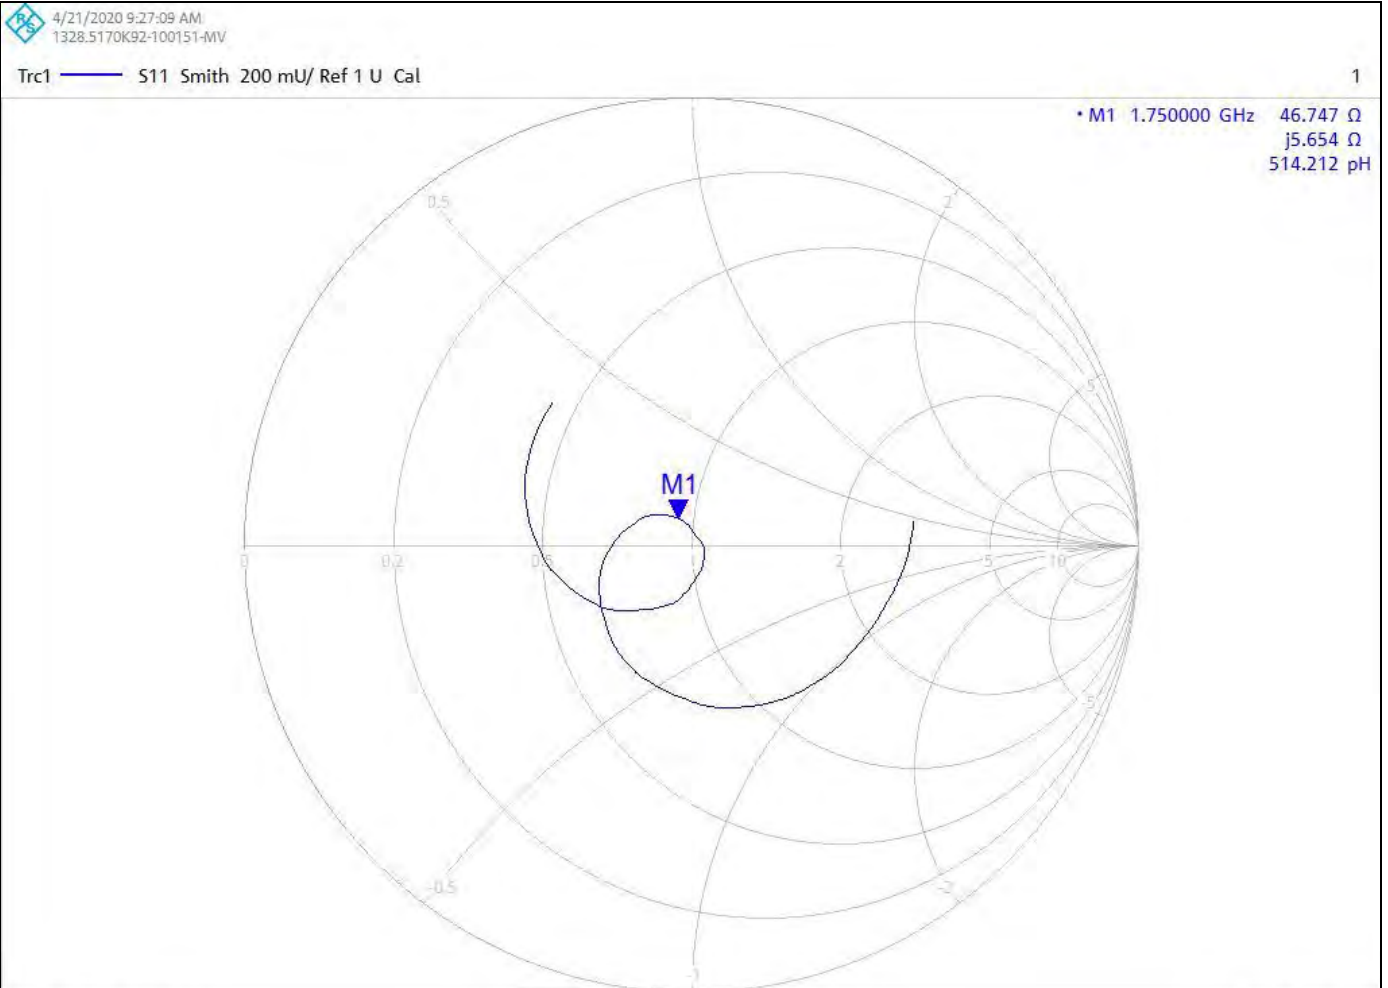 R&S 4/21/2020 9:27:09 AM
1328.5170K92-100151-MV
Trc1 S11 Smith 200 mU/ Ref 1 U Cal 1
• M1 1.750000 GHz 46.747 Ω
j5.654 Ω
514.212 pH
0.5 2
5
M1
0 0.2 0.5 1 2 5 10
-5
-0.5 -2
-1